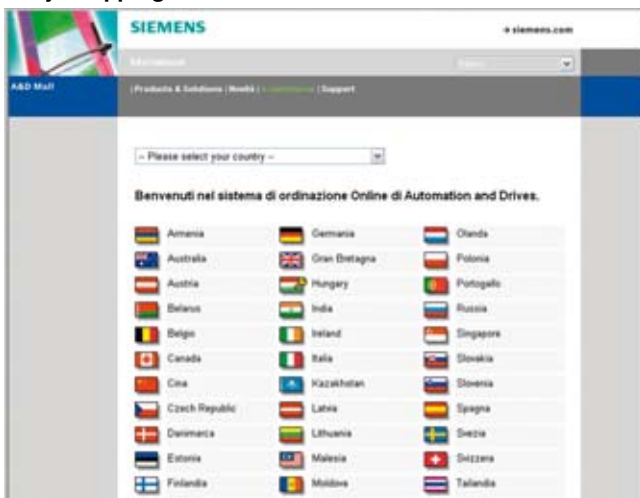 SIEMENS
→ siemens.com
A&D Mall
| Products & Solutions | Novità | e-commerce | Support
– Please select your country –
Benvenuti nel sistema di ordinazione Online di Automation and Drives.
Armenia Germania Olanda
Australia Gran Bretagna Polonia
Austria Hungary Portogallo
Belarus India Russia
Belgio Ireland Singapore
Canada Italia Slovakia
Cina Kazakhstan Slovenia
Czech Republic Latvia Spagna
Danimarca Lithuania Svezia
Estonia Malesia Svizzera
Finlandia Moldova Tailandia